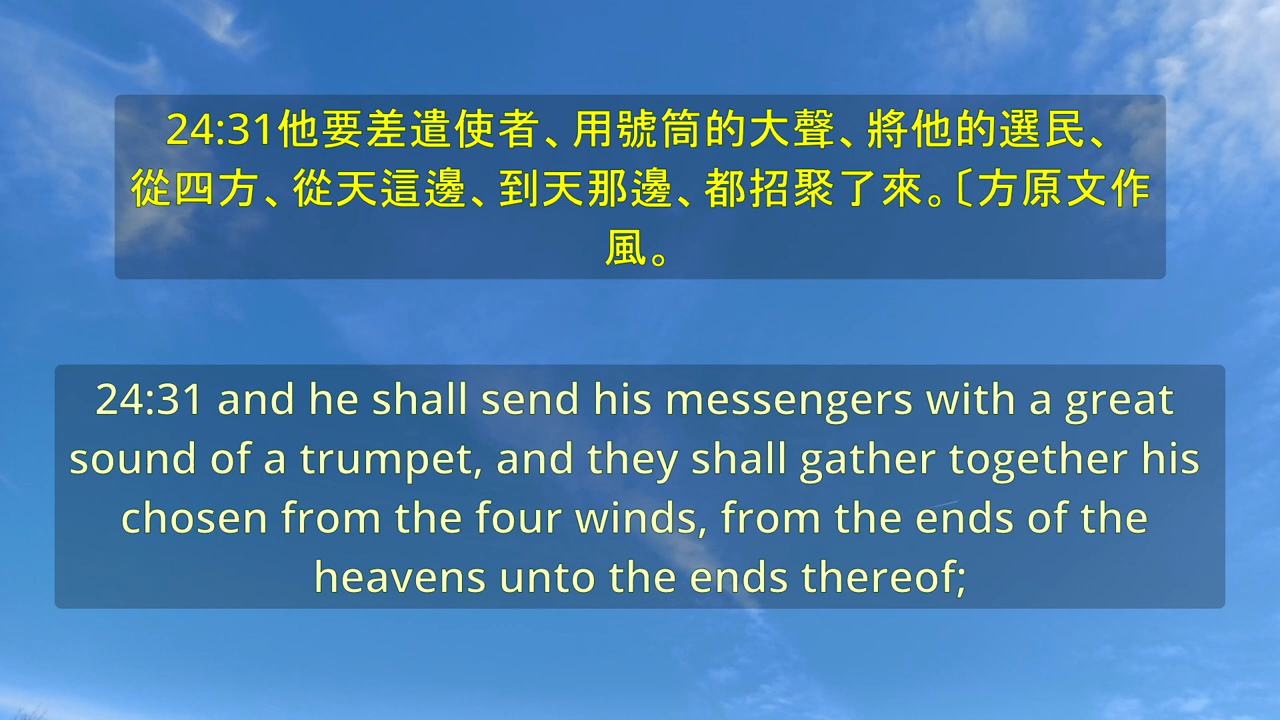 24:31他要差遣使者、用號筒的大聲、將他的選民、
從四方、從天這邊、到天那邊、都招聚了來。〔方原文作
風。
24:31 and he shall send his messengers with a great
sound of a trumpet, and they shall gather together his
chosen from the four winds, from the ends of the
heavens unto the ends thereof;